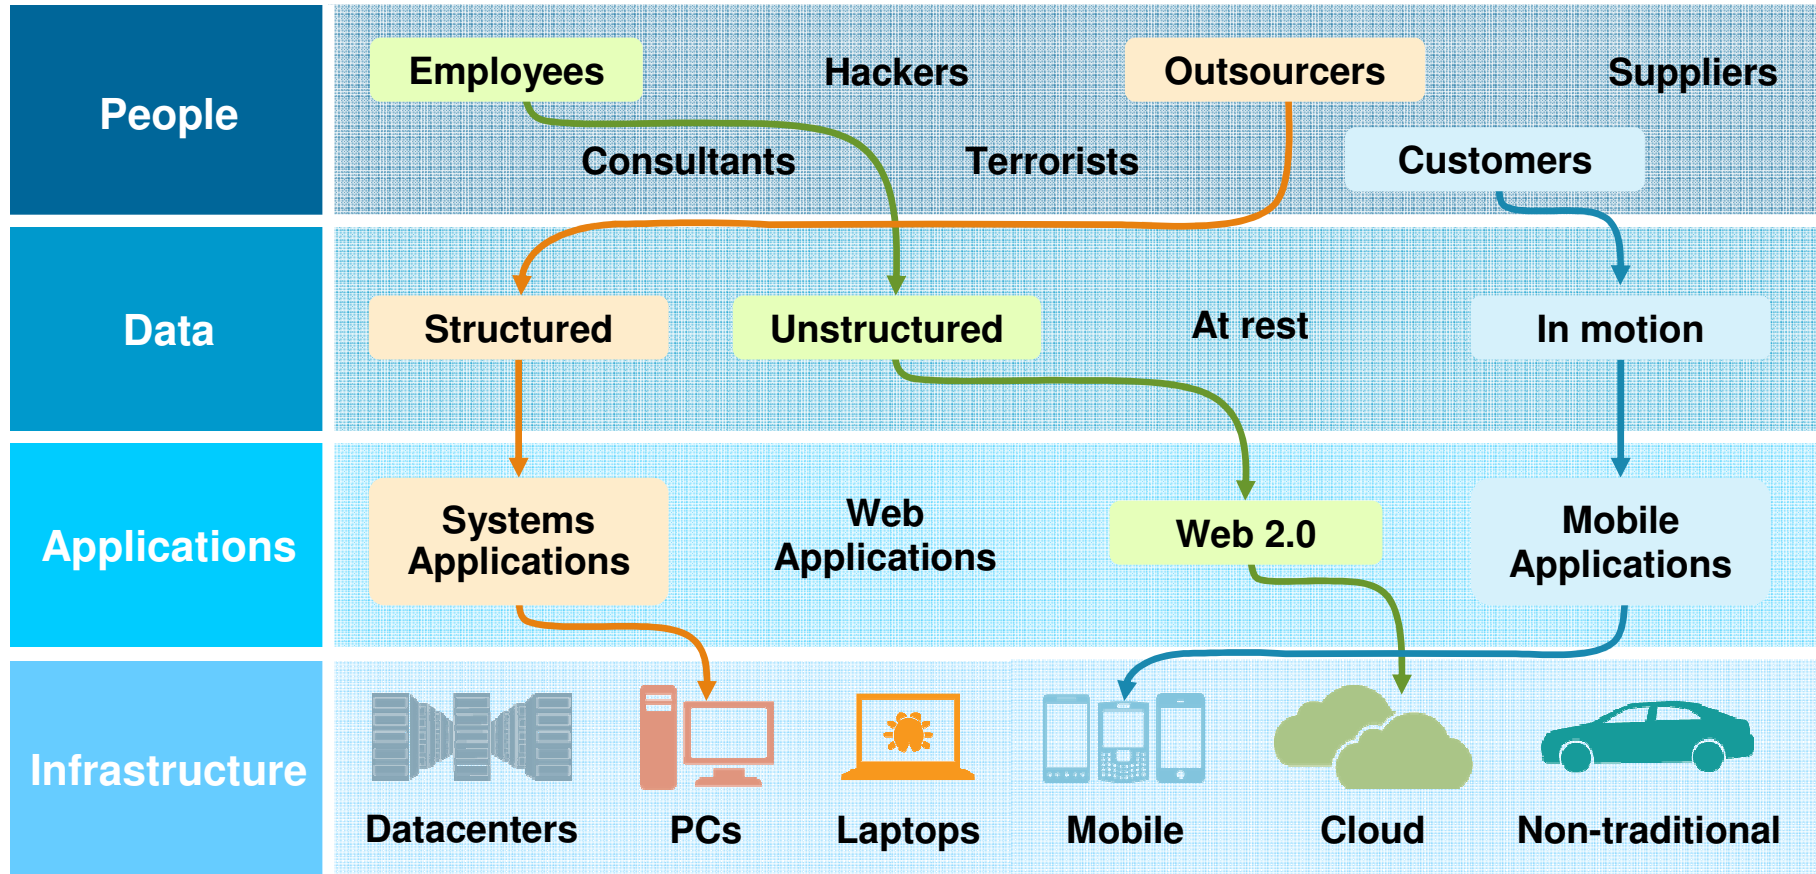 People
Employees
Hackers
Outsourcers
Suppliers
Consultants
Terrorists
Customers
Data
Structured
Unstructured
At rest
In motion
Applications
Systems
Applications
Web
Applications
Web 2.0
Mobile
Applications
Infrastructure
Datacenters
PCs
Laptops
Mobile
Cloud
Non-traditional